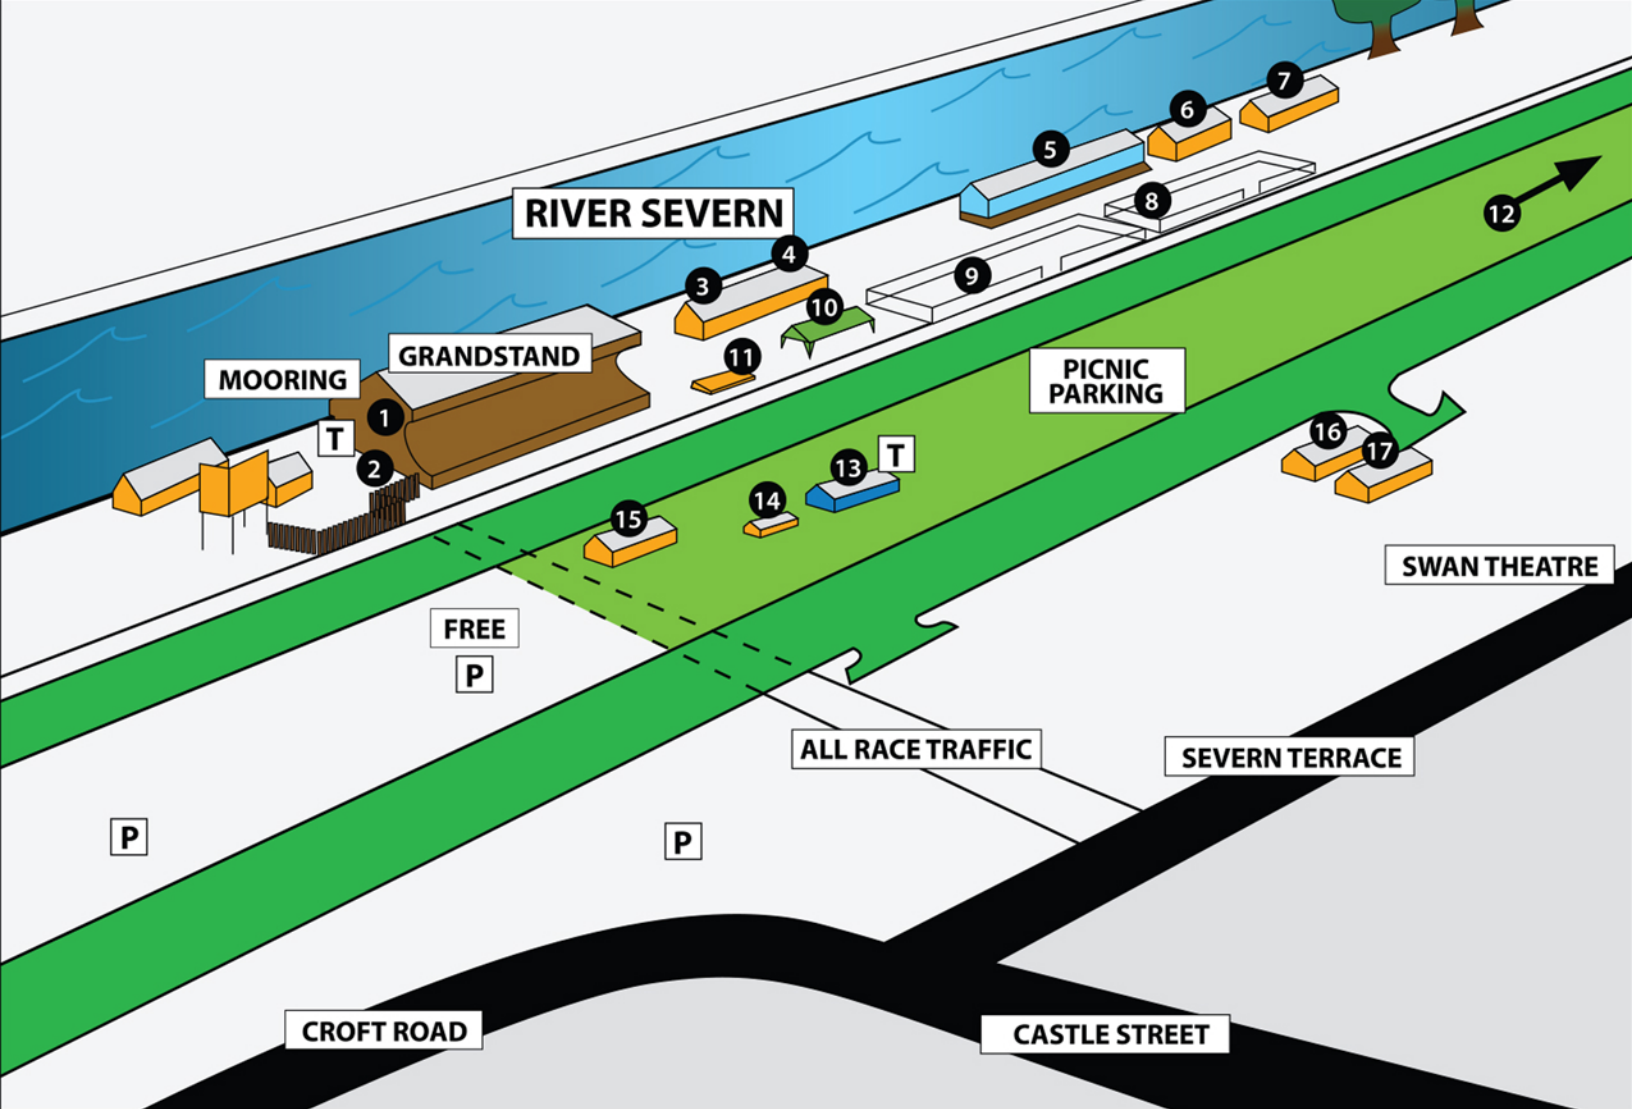 7
6
5
8
12
RIVER SEVERN
4
3
9
10
GRANDSTAND
11
MOORING
PICNIC
PARKING
1
T
2
16
17
T
13
14
15
SWAN THEATRE
FREE
P
ALL RACE TRAFFIC
SEVERN TERRACE
P
P
CROFT ROAD
CASTLE STREET